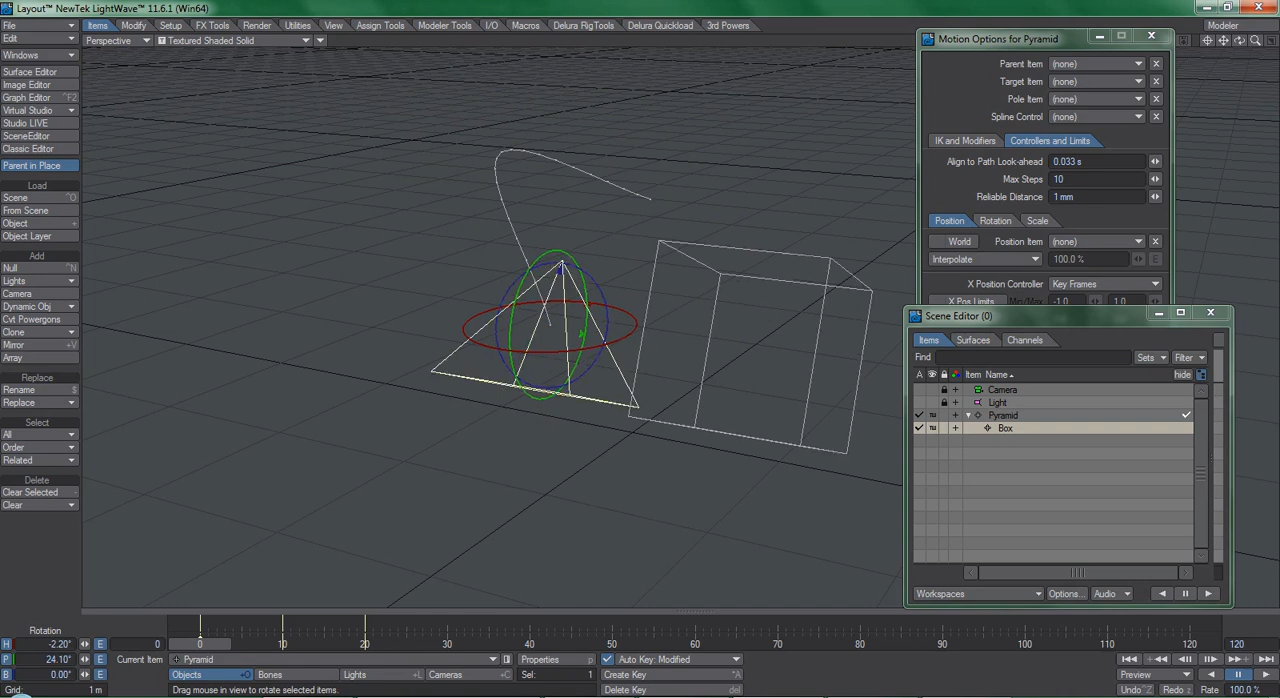 Layout™ NewTek LightWave™ 11.6.1 (Win64)
File
Items Modify Setup FX Tools Render Utilities View Assign Tools Modeler Tools I/O Macros Delura RigTools Delura Quickload 3rd Powers
Modeler
Edit
Perspective
T Textured Shaded Solid
Windows
Surface Editor
Image Editor
Graph Editor ^F2
Virtual Studio
Studio LIVE
SceneEditor
Classic Editor
Parent in Place
Load
Scene ^O
From Scene
Object +
Object Layer
Add
Null ^N
Lights
Camera
Dynamic Obj
Cvt Powergons
Clone
Mirror +V
Array
Replace
Rename $
Replace
Select
All
Order
Related
Delete
Clear Selected -
Clear
Motion Options for Pyramid
Parent Item (none) X
Target Item (none) X
Pole Item (none) X
Spline Control (none) X
IK and Modifiers Controllers and Limits
Align to Path Look-ahead 0.033 s
Max Steps 10
Reliable Distance 1 mm
Position Rotation Scale
World Position Item (none) X
Interpolate 100.0 % E
X Position Controller Key Frames
X Pos Limits Min/Max -1.0 1.0
Scene Editor (0)
Items Surfaces Channels
Find Sets Filter
A Item Name hide
+ Camera
+ Light
+ Pyramid
+ Box
Workspaces Options... Audio
Rotation
0 10 20 30 40 50 60 70 80 90 100 110 120
H -2.20° E 0
120
P 24.10° E
Current Item
+ Pyramid
Properties p
Auto Key: Modified
B 0.00° E
Objects +O Bones Lights +L Cameras +C
Sel: 1
Create Key
Preview
Grid: 1 m
Drag mouse in view to rotate selected items.
Delete Key del
Undo ^Z Redo z Rate 100.0 %